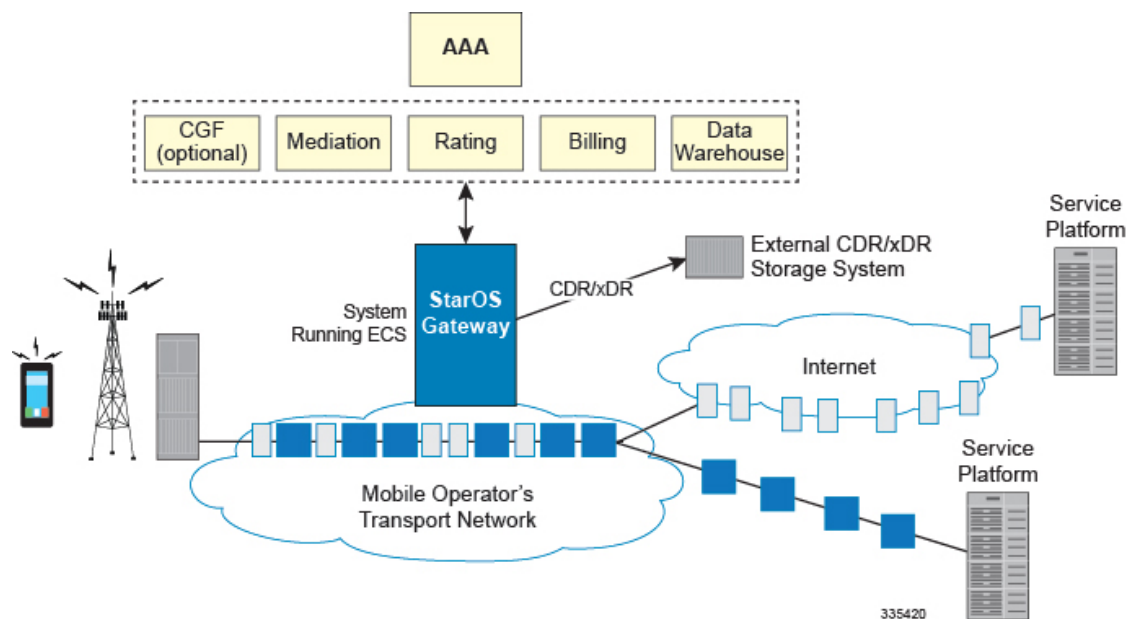 AAA
CGF
(optional)
Mediation
Rating
Billing
Data
Warehouse
Service
Platform
External CDR/xDR
Storage System
CDR/xDR
StarOS
Gateway
System
Running ECS
Internet
Mobile Operator's
Transport Network
Service
Platform
335420